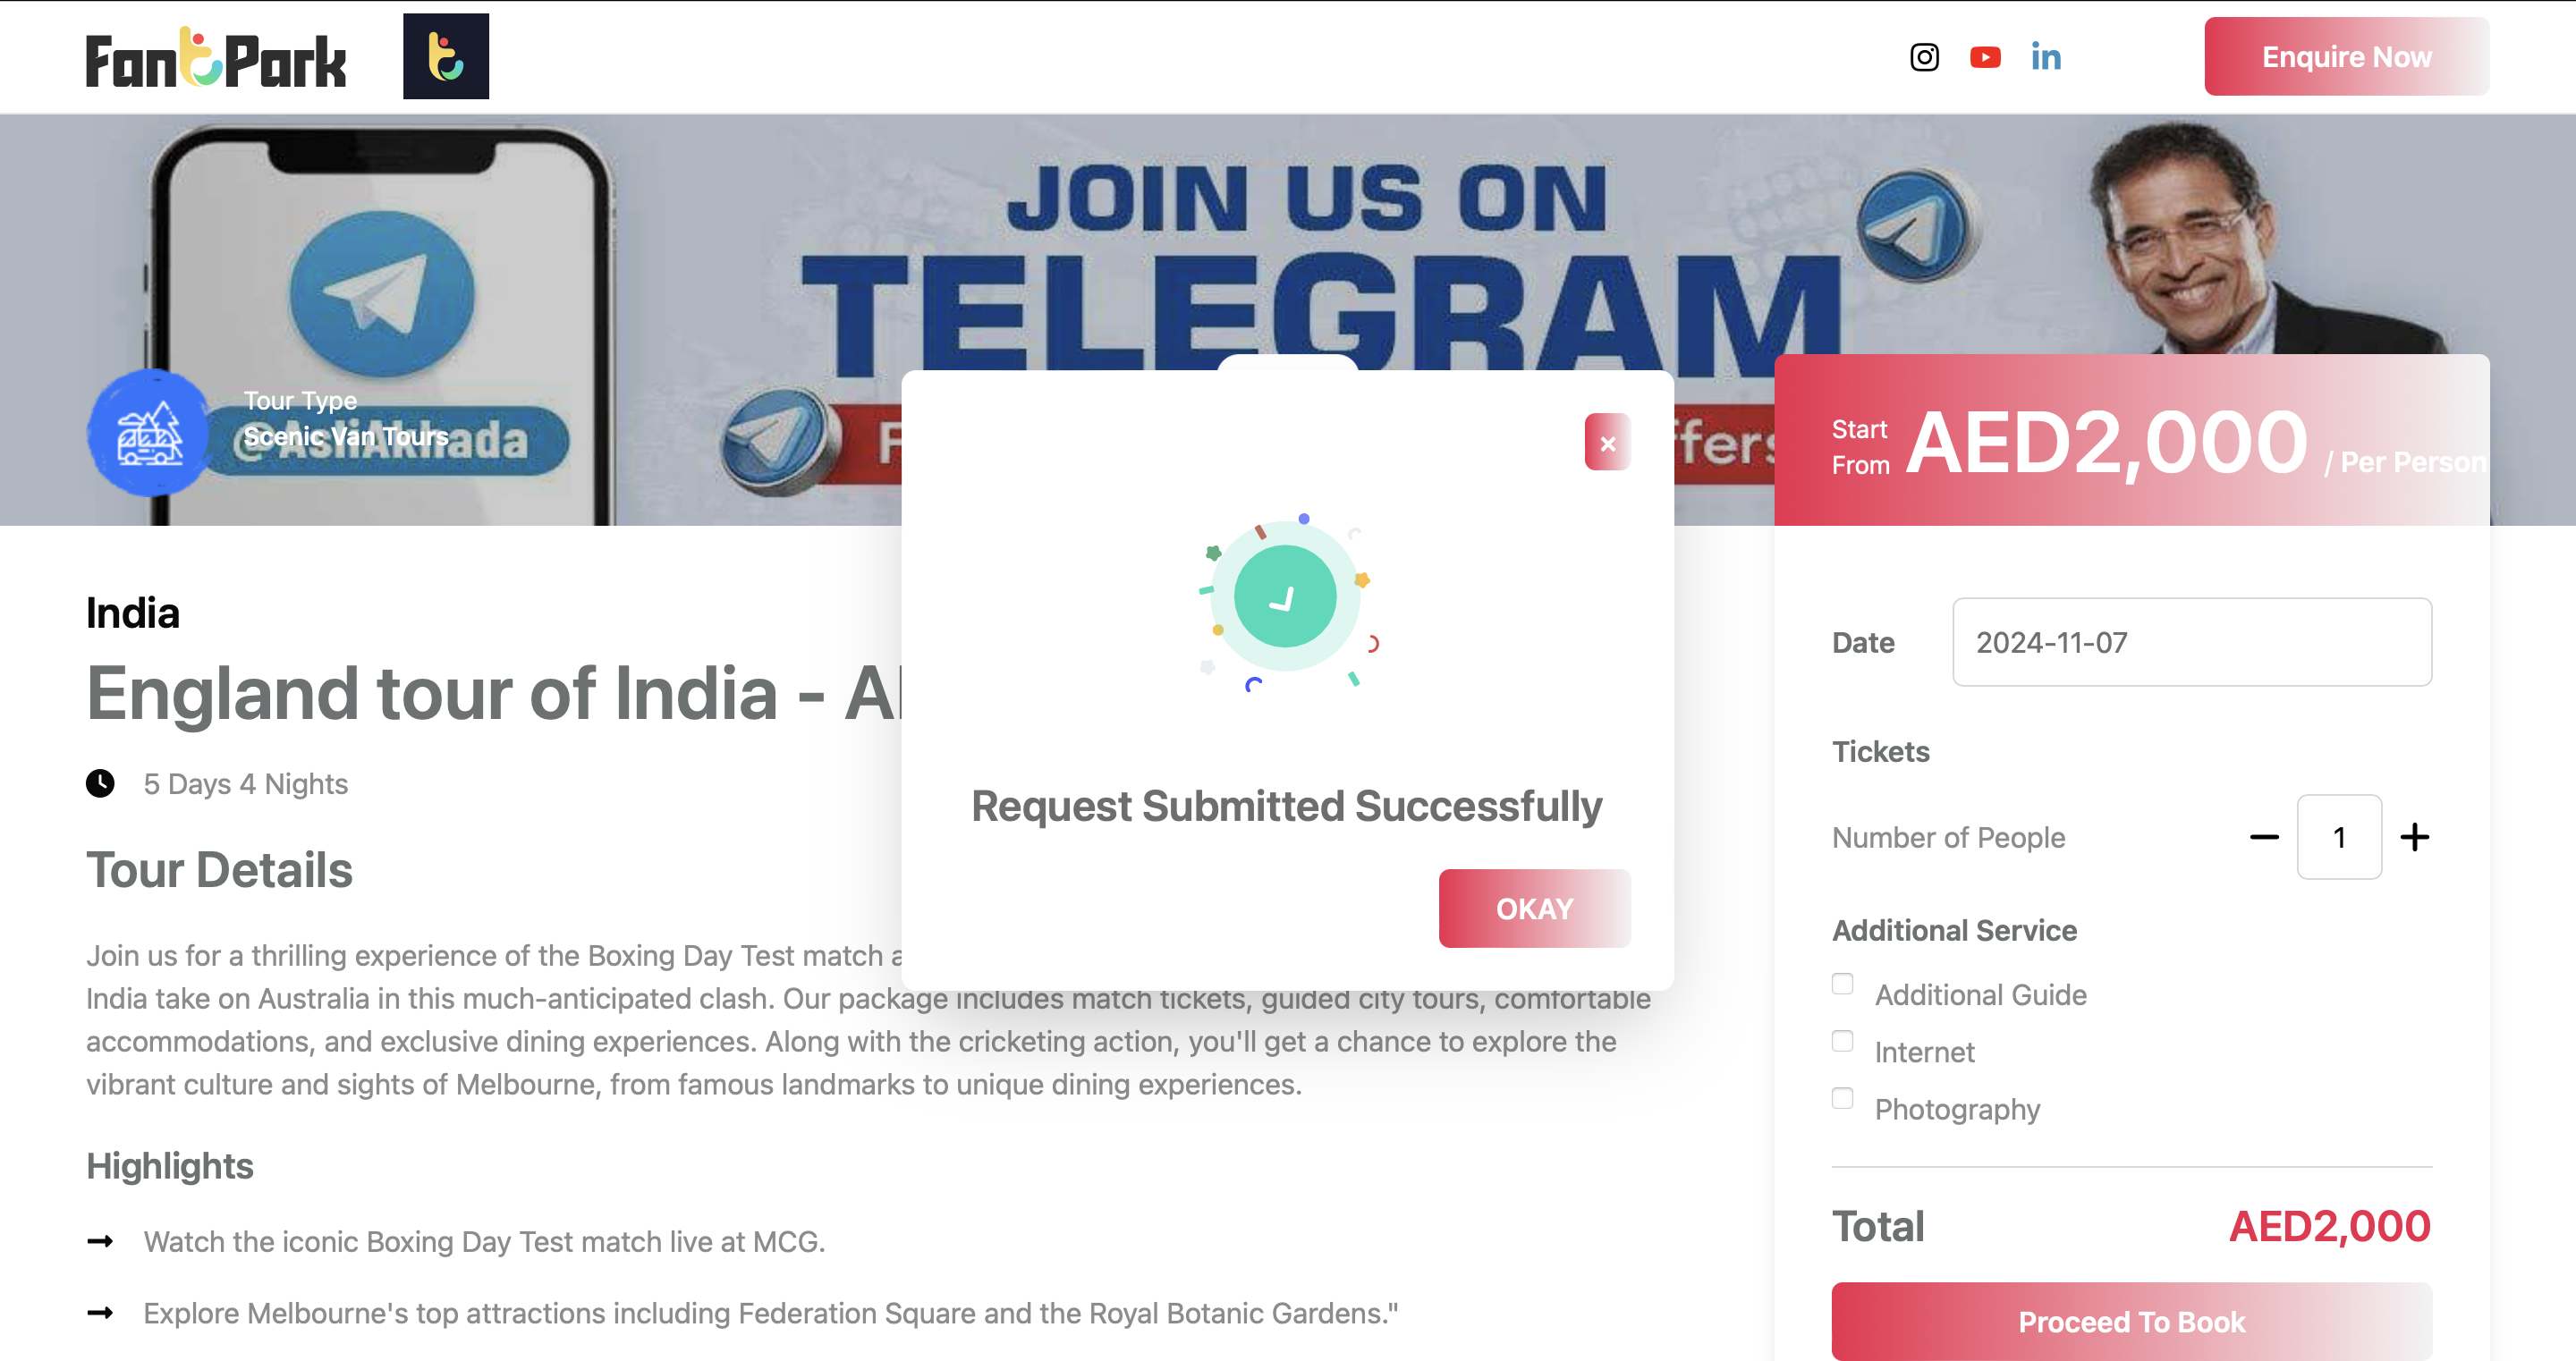 FantPark
Enquire Now
JOIN US ON
TELEGRAM
Tour Type
Scenic Van Tours
@AsliAkhada
F
ffers
Start
From
AED2,000
/ Per Person
×
India
England tour of India -
5 Days 4 Nights
Request Submitted Successfully
OKAY
Tour Details
Join us for a thrilling experience of the Boxing Day Test match
India take on Australia in this much-anticipated clash. Our package includes match tickets, guided city tours, comfortable
accommodations, and exclusive dining experiences. Along with the cricketing action, you'll get a chance to explore the
vibrant culture and sights of Melbourne, from famous landmarks to unique dining experiences.
Highlights
Watch the iconic Boxing Day Test match live at MCG.
Explore Melbourne's top attractions including Federation Square and the Royal Botanic Gardens."
Date
2024-11-07
Tickets
Number of People
1
Additional Service
Additional Guide
Internet
Photography
Total
AED2,000
Proceed To Book